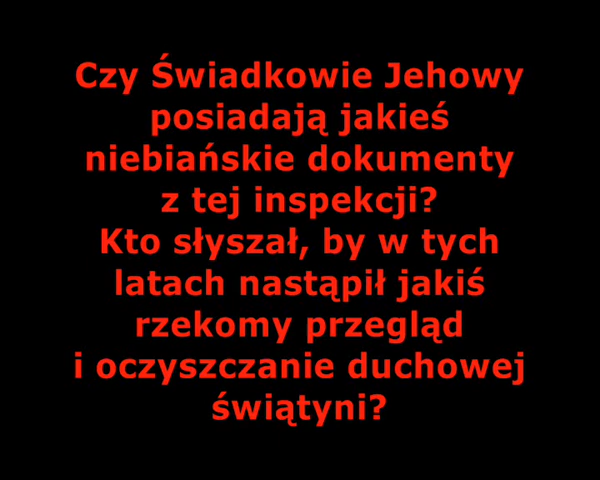 Czy Świadkowie Jehowy
posiadają jakieś
niebiańskie dokumenty
z tej inspekcji?
Kto słyszał, by w tych
latach nastąpił jakiś
rzekomy przegląd
i oczyszczanie duchowej
świątyni?